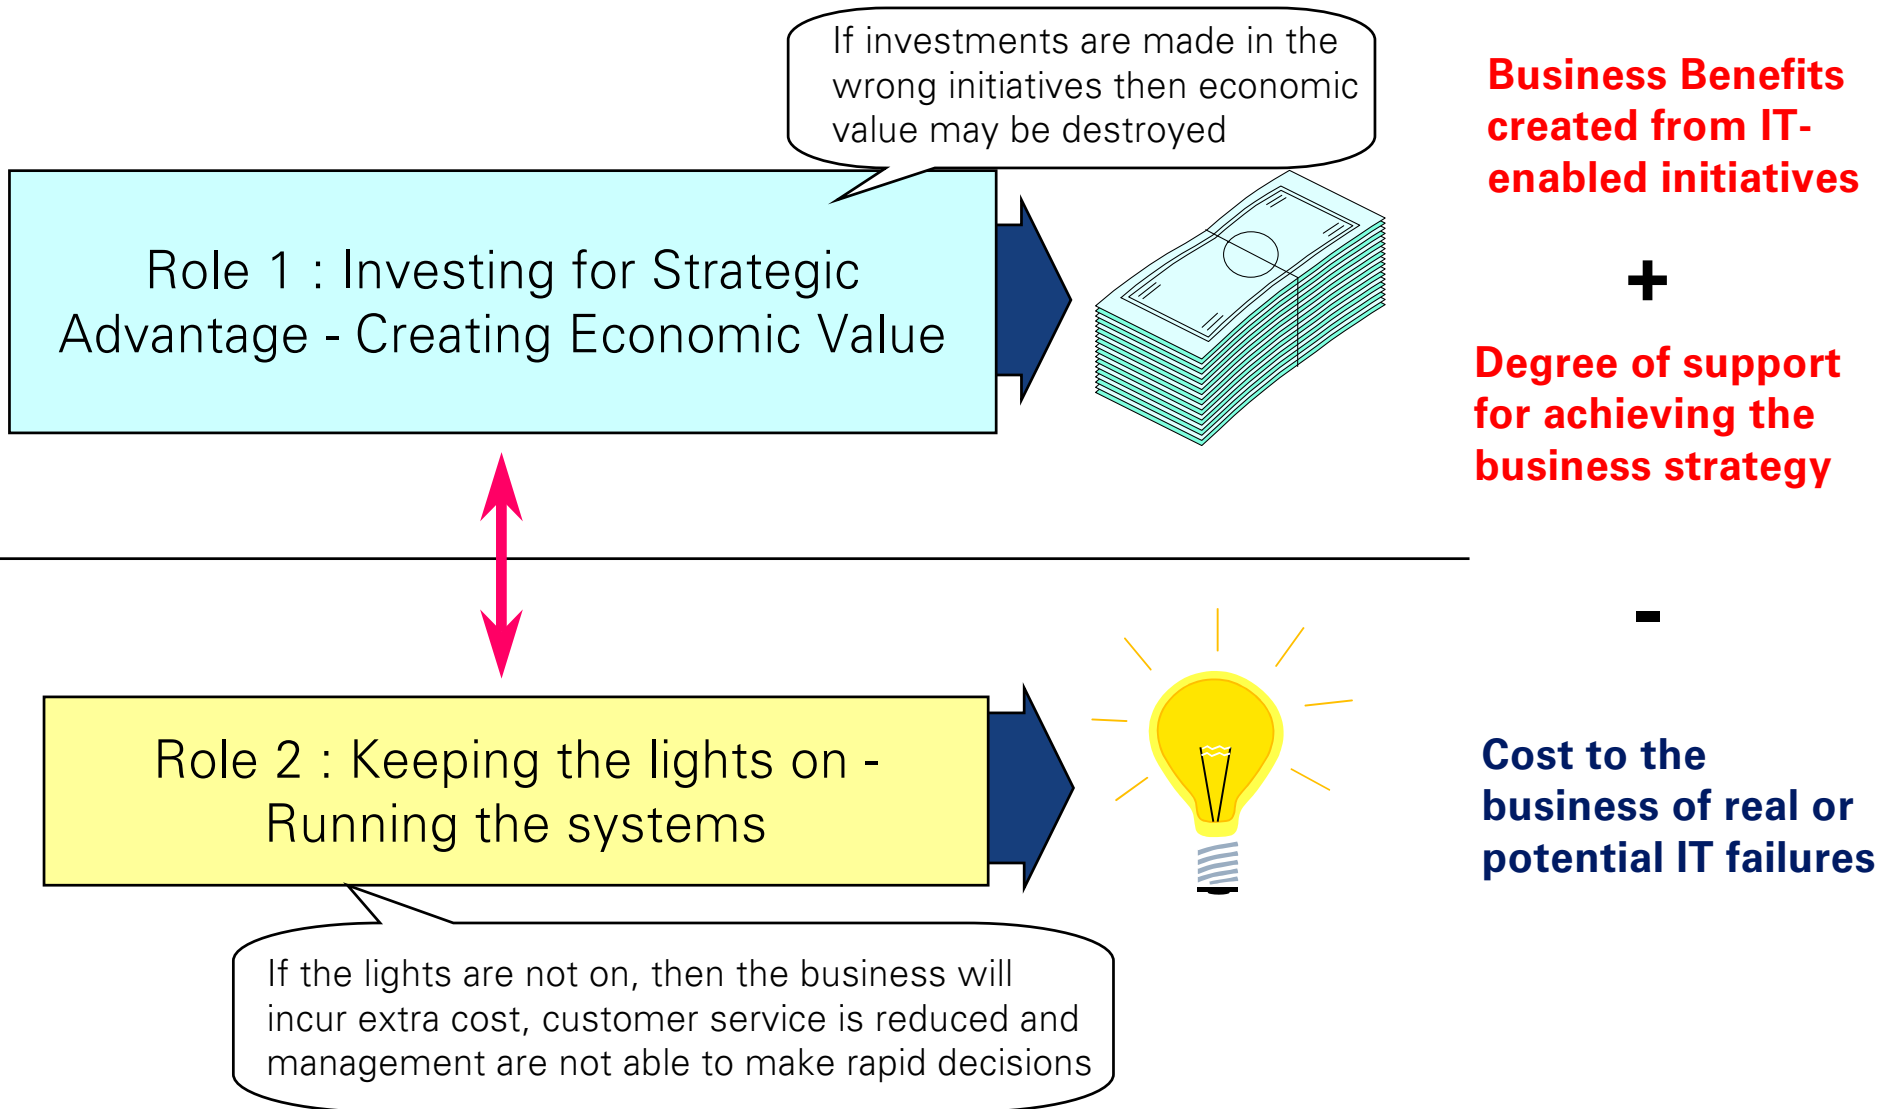 If investments are made in the
wrong initiatives then economic
value may be destroyed
Business Benefits
created from IT-
enabled initiatives
+
Role 1 : Investing for Strategic
Advantage - Creating Economic Value
Degree of support
for achieving the
business strategy
-
Role 2 : Keeping the lights on -
Running the systems
Cost to the
business of real or
potential IT failures
If the lights are not on, then the business will
incur extra cost, customer service is reduced and
management are not able to make rapid decisions